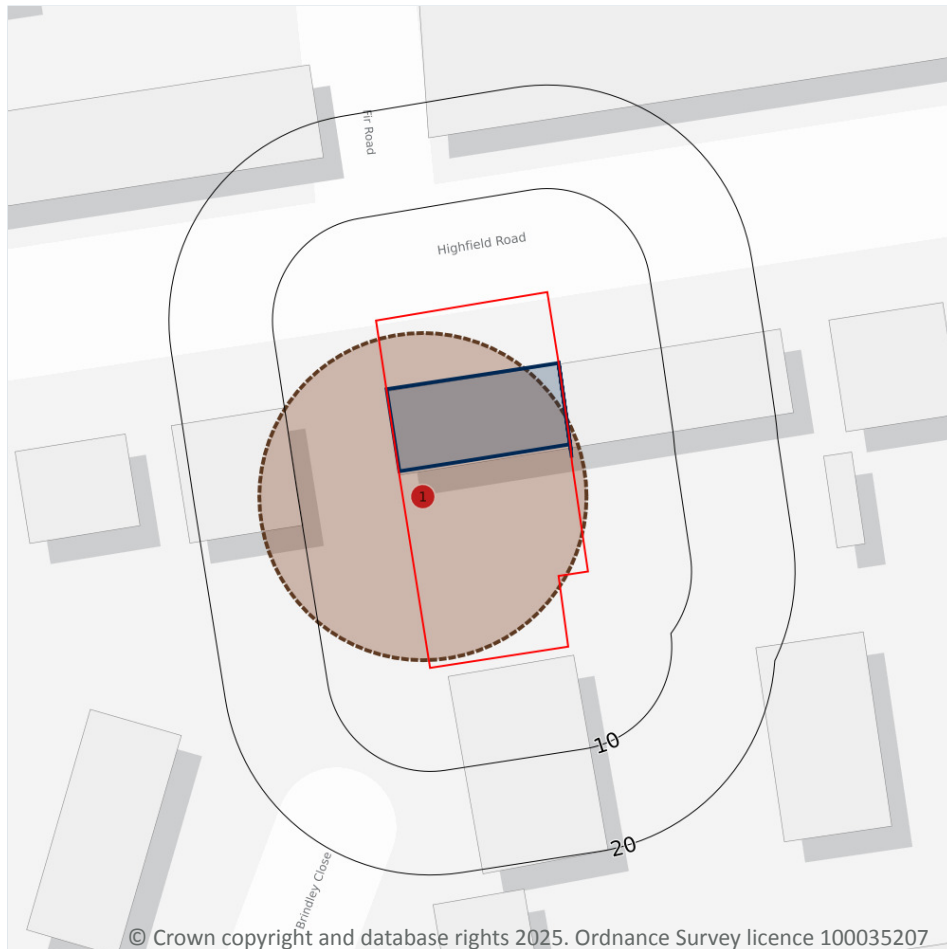 Fir Road
Highfield Road
1
10
20
Brindley Close
© Crown copyright and database rights 2025. Ordnance Survey licence 100035207